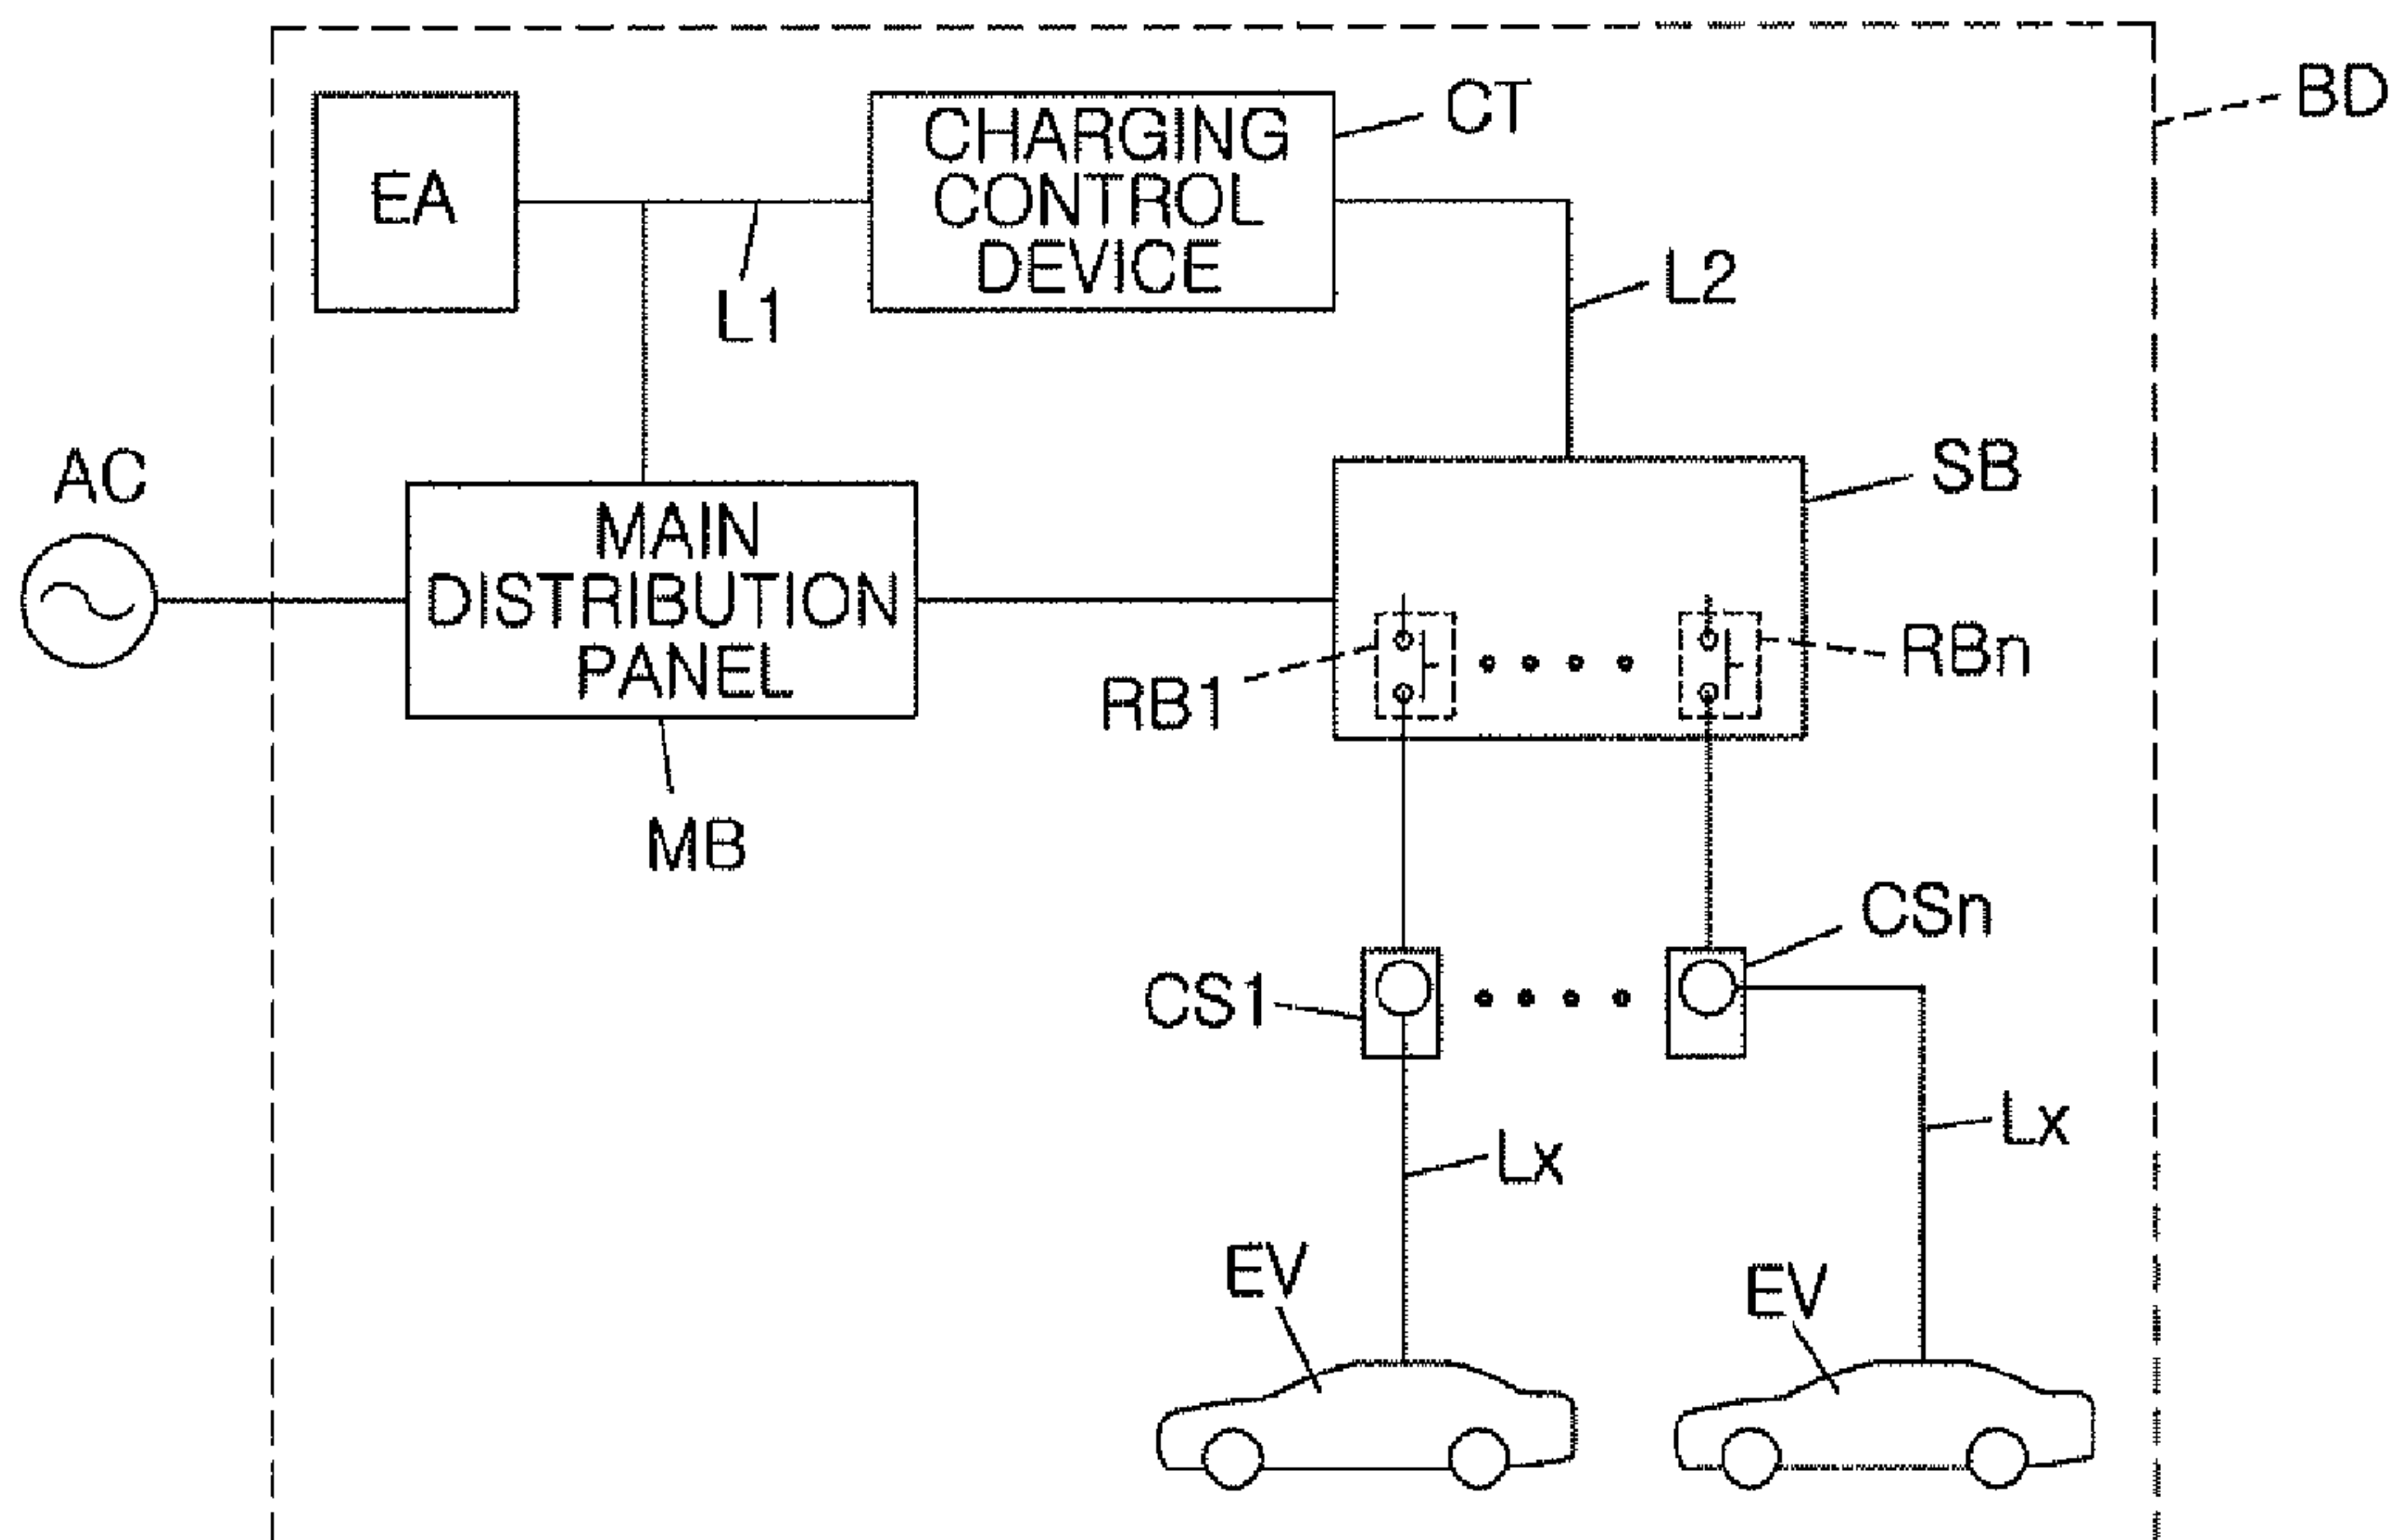 BD
CT
EA
CHARGING
CONTROL
DEVICE
L1
L2
AC
SB
MAIN
DISTRIBUTION
PANEL
RB1
RBn
MB
CSn
CS1
Lx
Lx
EV
EV